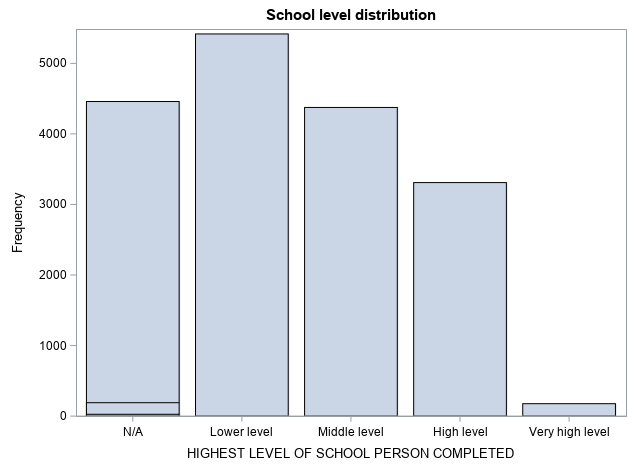 School level distribution
Frequency
5000
4000
3000
2000
1000
0
N/A Lower level Middle level High level Very high level
HIGHEST LEVEL OF SCHOOL PERSON COMPLETED